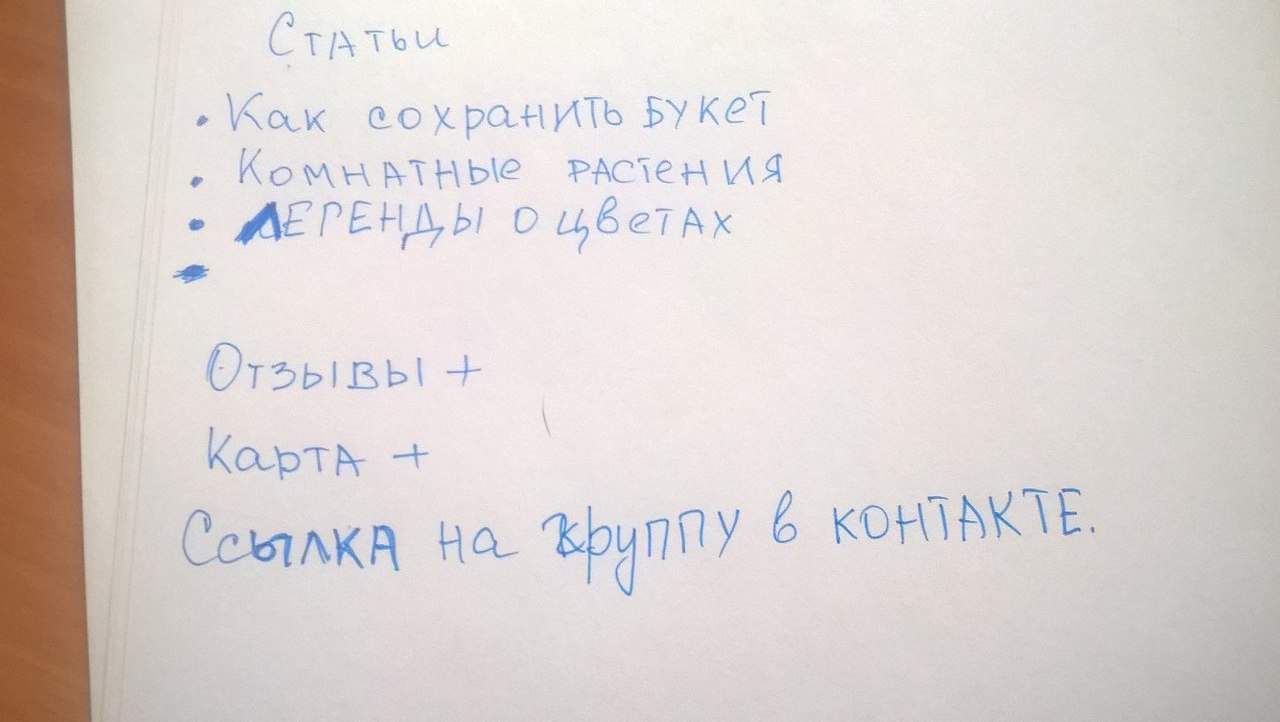 Статьи
• Как сохранить букет
• Комнатные растения
• Легенды о цветах
•
Отзывы +
Карта +
Ссылка на группу в контакте.